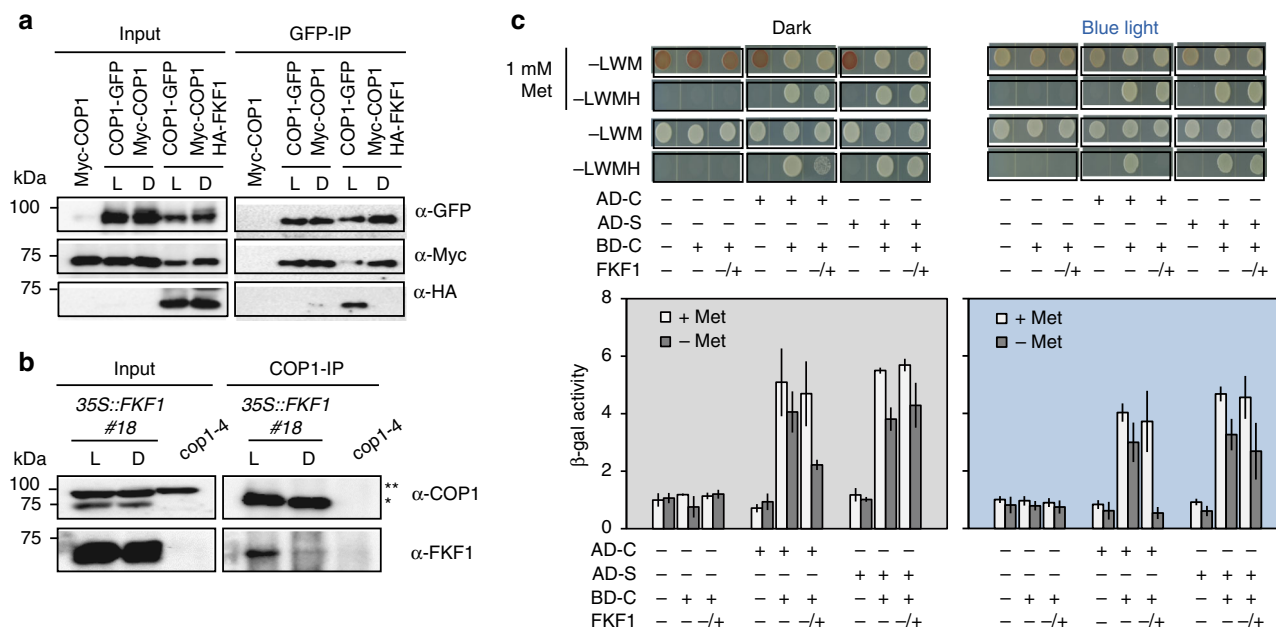 a
Input
GFP-IP
Myc-COP1
COP1-GFP
Myc-COP1
COP1-GFP
Myc-COP1
HA-FKF1
Myc-COP1
COP1-GFP
Myc-COP1
COP1-GFP
Myc-COP1
HA-FKF1
kDa
L D L D L D L D
100
α-GFP
75
α-Myc
75
α-HA
b
Input
COP1-IP
35S::FKF1
#18
cop1-4
35S::FKF1
#18
cop1-4
kDa
L D L D
100
75
**
*
α-COP1
75
α-FKF1
c
Dark
Blue light
1 mM
Met
–LWM
–LWM
–LWMH
–LWMH
–LWM
–LWM
–LWMH
–LWMH
AD-C – – – + + + – – – – – – + + + – – –
AD-S – – – – – – + + + – – – – – – + + +
BD-C – + + – + + – + + – + + – + + – + +
FKF1 – – –/+ – – –/+ – – –/+ – – –/+ – – –/+ – – –/+
8
6
4
2
0
β-gal activity
+ Met
– Met
+ Met
– Met
AD-C – – – + + + – – – – – – + + + – – –
AD-S – – – – – – + + + – – – – – – + + +
BD-C – + + – + + – + + – + + – + + – + +
FKF1 – – –/+ – – –/+ – – –/+ – – –/+ – – –/+ – – –/+